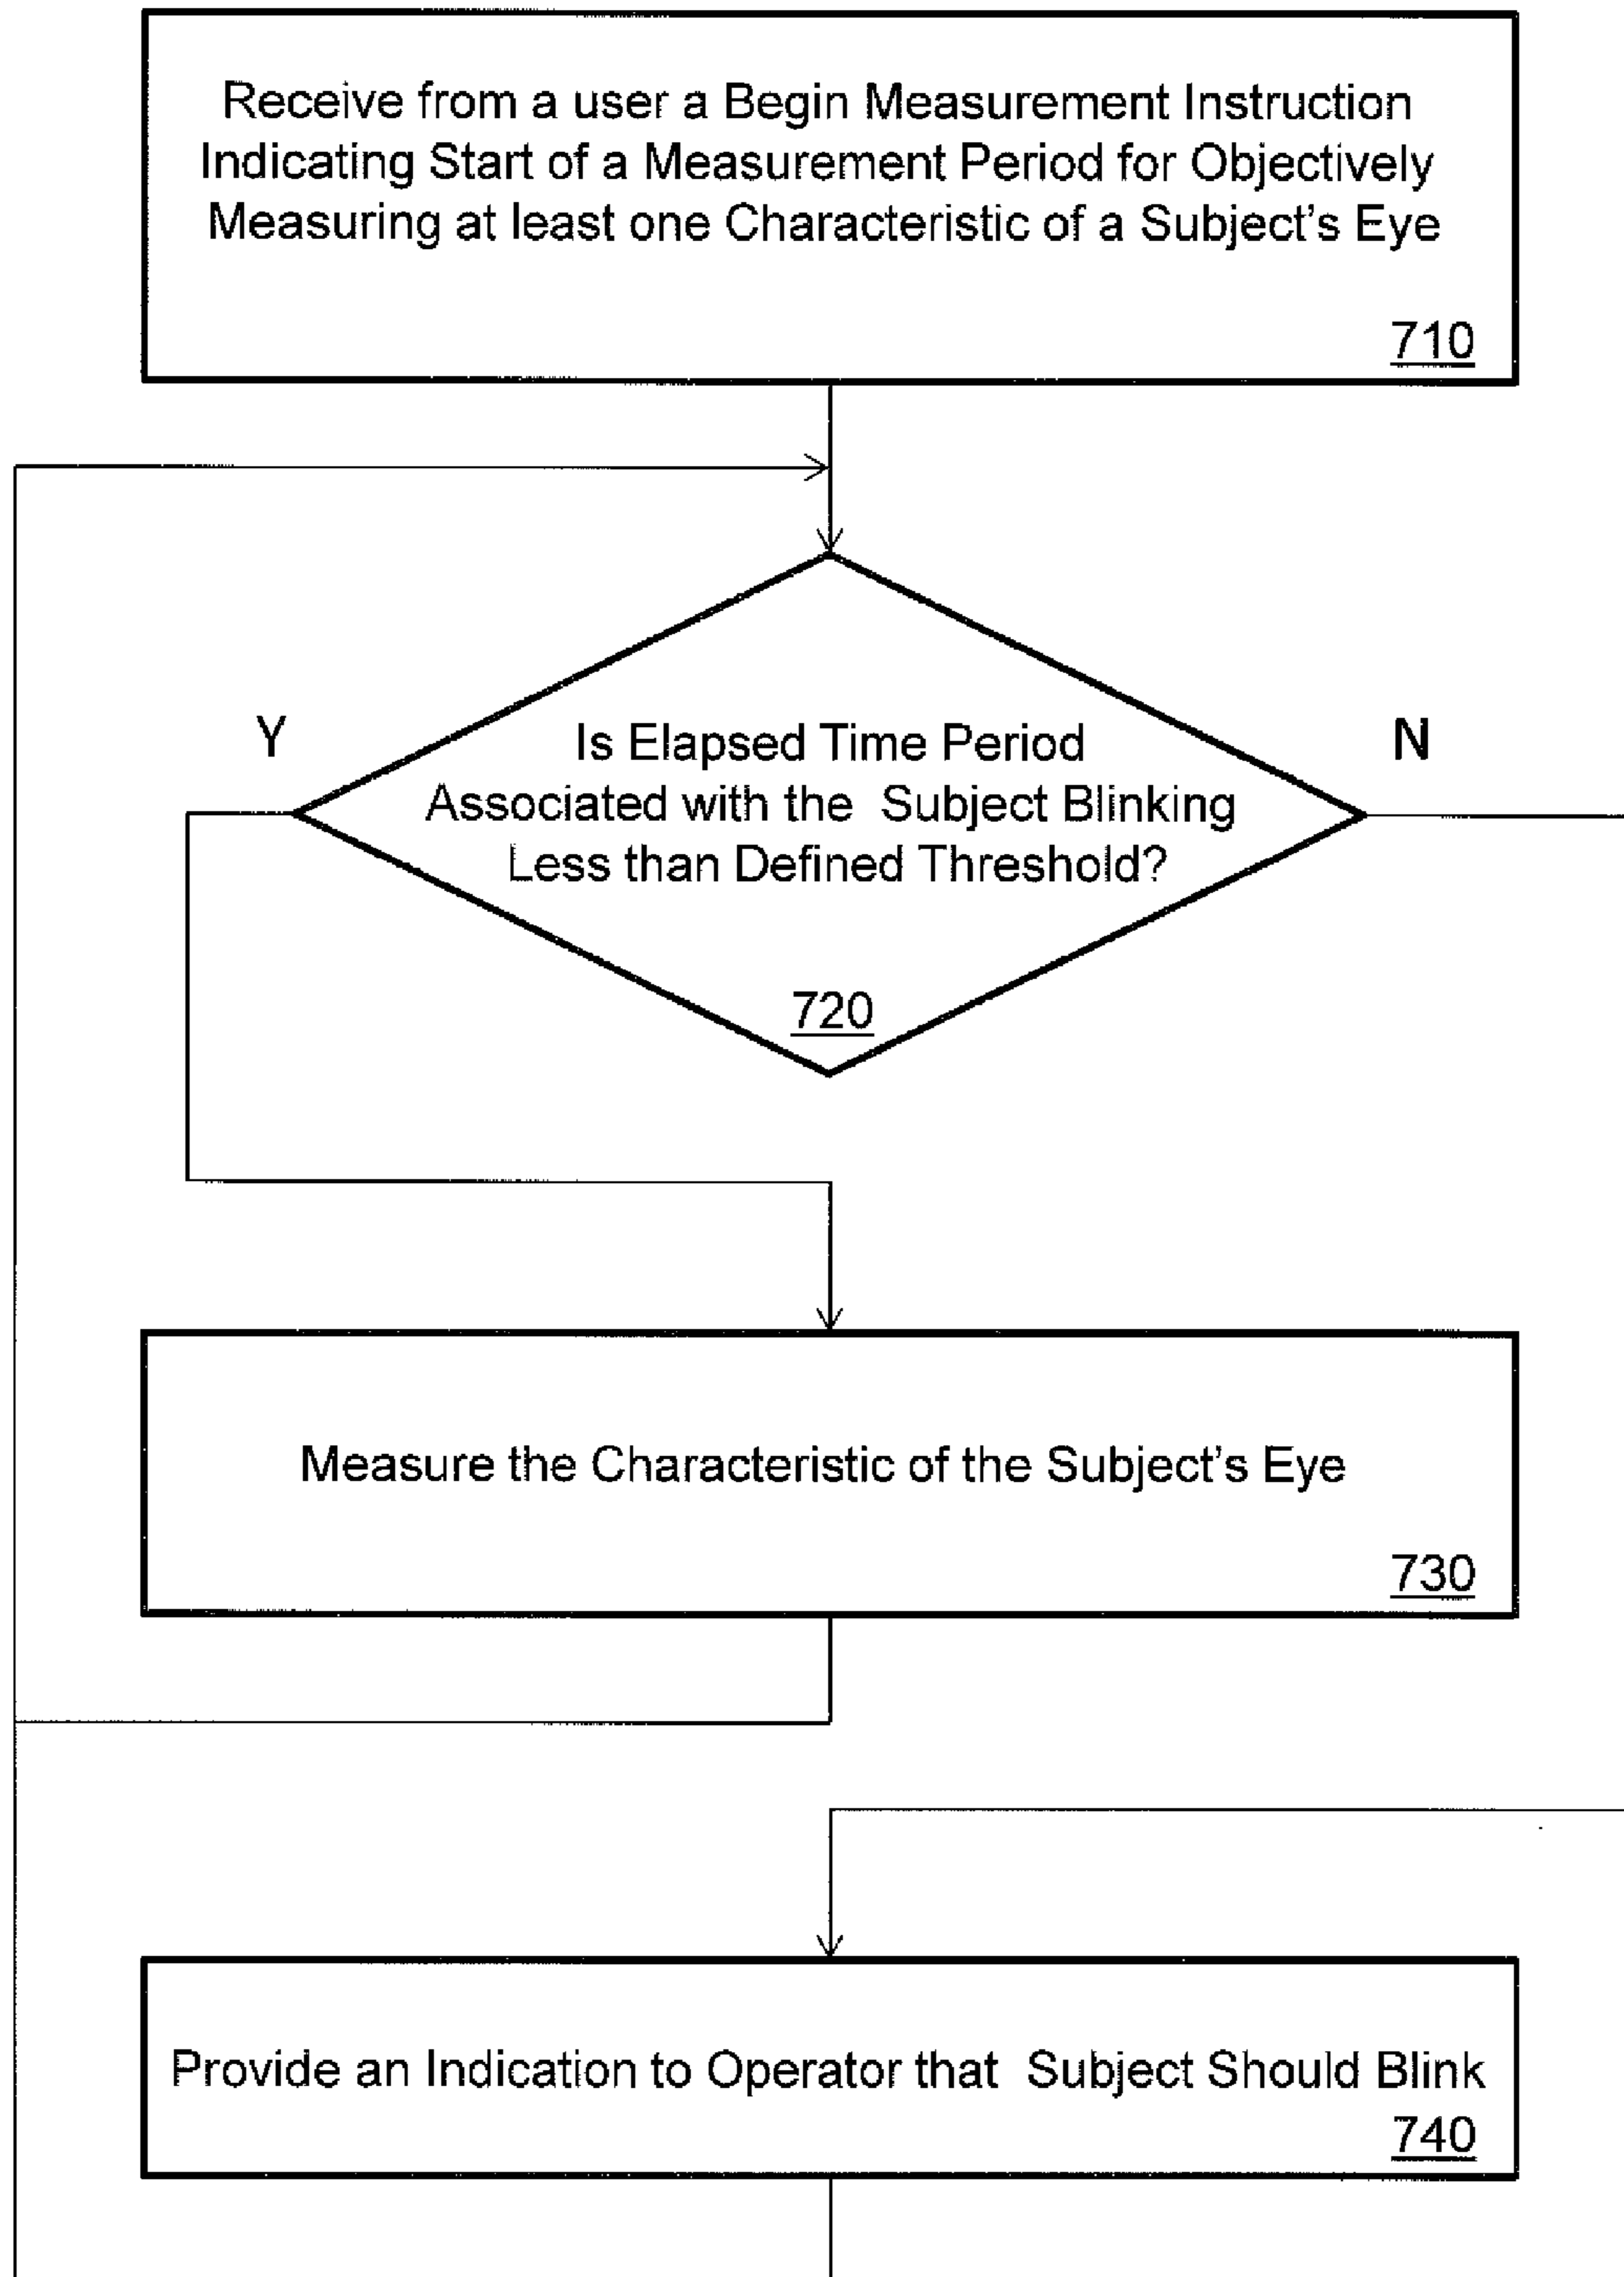 Receive from a user a Begin Measurement Instruction
Indicating Start of a Measurement Period for Objectively
Measuring at least one Characteristic of a Subject's Eye
710
Y
N
Is Elapsed Time Period
Associated with the Subject Blinking
Less than Defined Threshold?
720
Measure the Characteristic of the Subject's Eye
730
Provide an Indication to Operator that Subject Should Blink
740